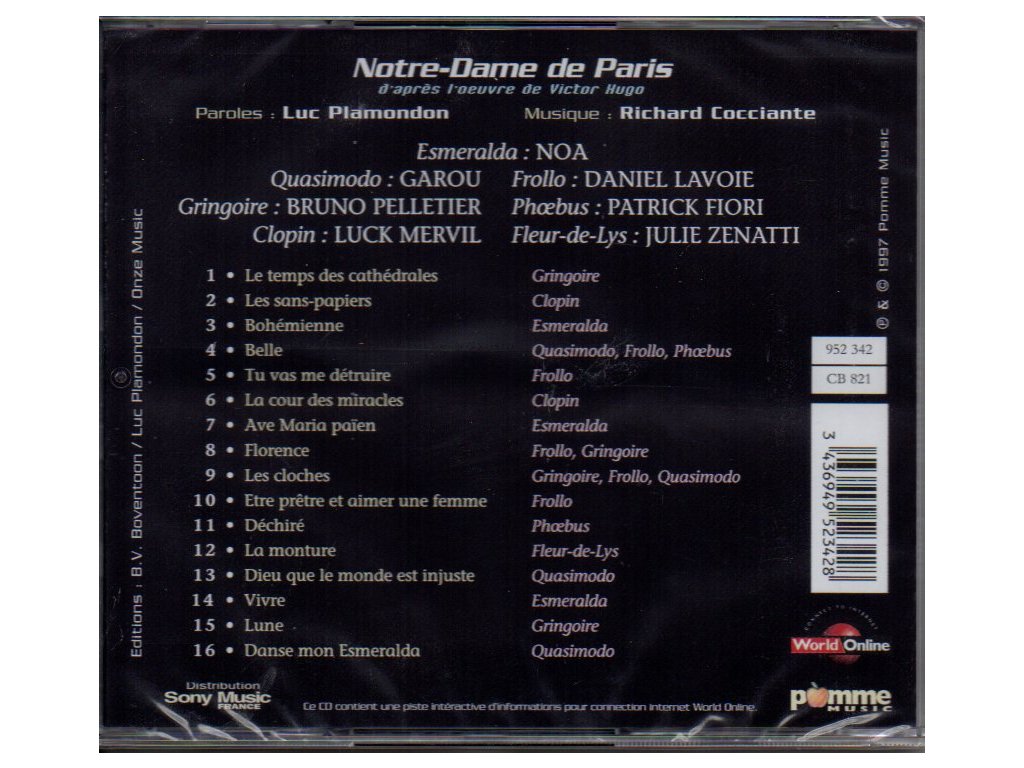 Notre-Dame de Paris
d'après l'oeuvre de Victor Hugo
Paroles : Luc Plamondon Musique : Richard Cocciante
Esmeralda : NOA
Quasimodo : GAROU Frollo : DANIEL LAVOIE
Gringoire : BRUNO PELLETIER Phœbus : PATRICK FIORI
Clopin : LUCK MERVIL Fleur-de-Lys : JULIE ZENATTI
1 • Le temps des cathédrales Gringoire
2 • Les sans-papiers Clopin
3 • Bohémienne Esmeralda
4 • Belle Quasimodo, Frollo, Phœbus
5 • Tu vas me détruire Frollo
6 • La cour des miracles Clopin
7 • Ave Maria païen Esmeralda
8 • Florence Frollo, Gringoire
9 • Les cloches Gringoire, Frollo, Quasimodo
10 • Etre prêtre et aimer une femme Frollo
11 • Déchiré Phœbus
12 • La monture Fleur-de-Lys
13 • Dieu que le monde est injuste Quasimodo
14 • Vivre Esmeralda
15 • Lune Gringoire
16 • Danse mon Esmeralda Quasimodo
Editions : B.V. Boventoon / Luc Plamondon / Onze Music
℗ & © 1997 Pomme Music
952 342
CB 821
3 436949 523428
CONNECT TO INTERNET
World Online
Distribution
Sony Music
FRANCE
Ce CD contient une piste intéractive d'informations pour connection Internet World Online.
pomme
MUSIC